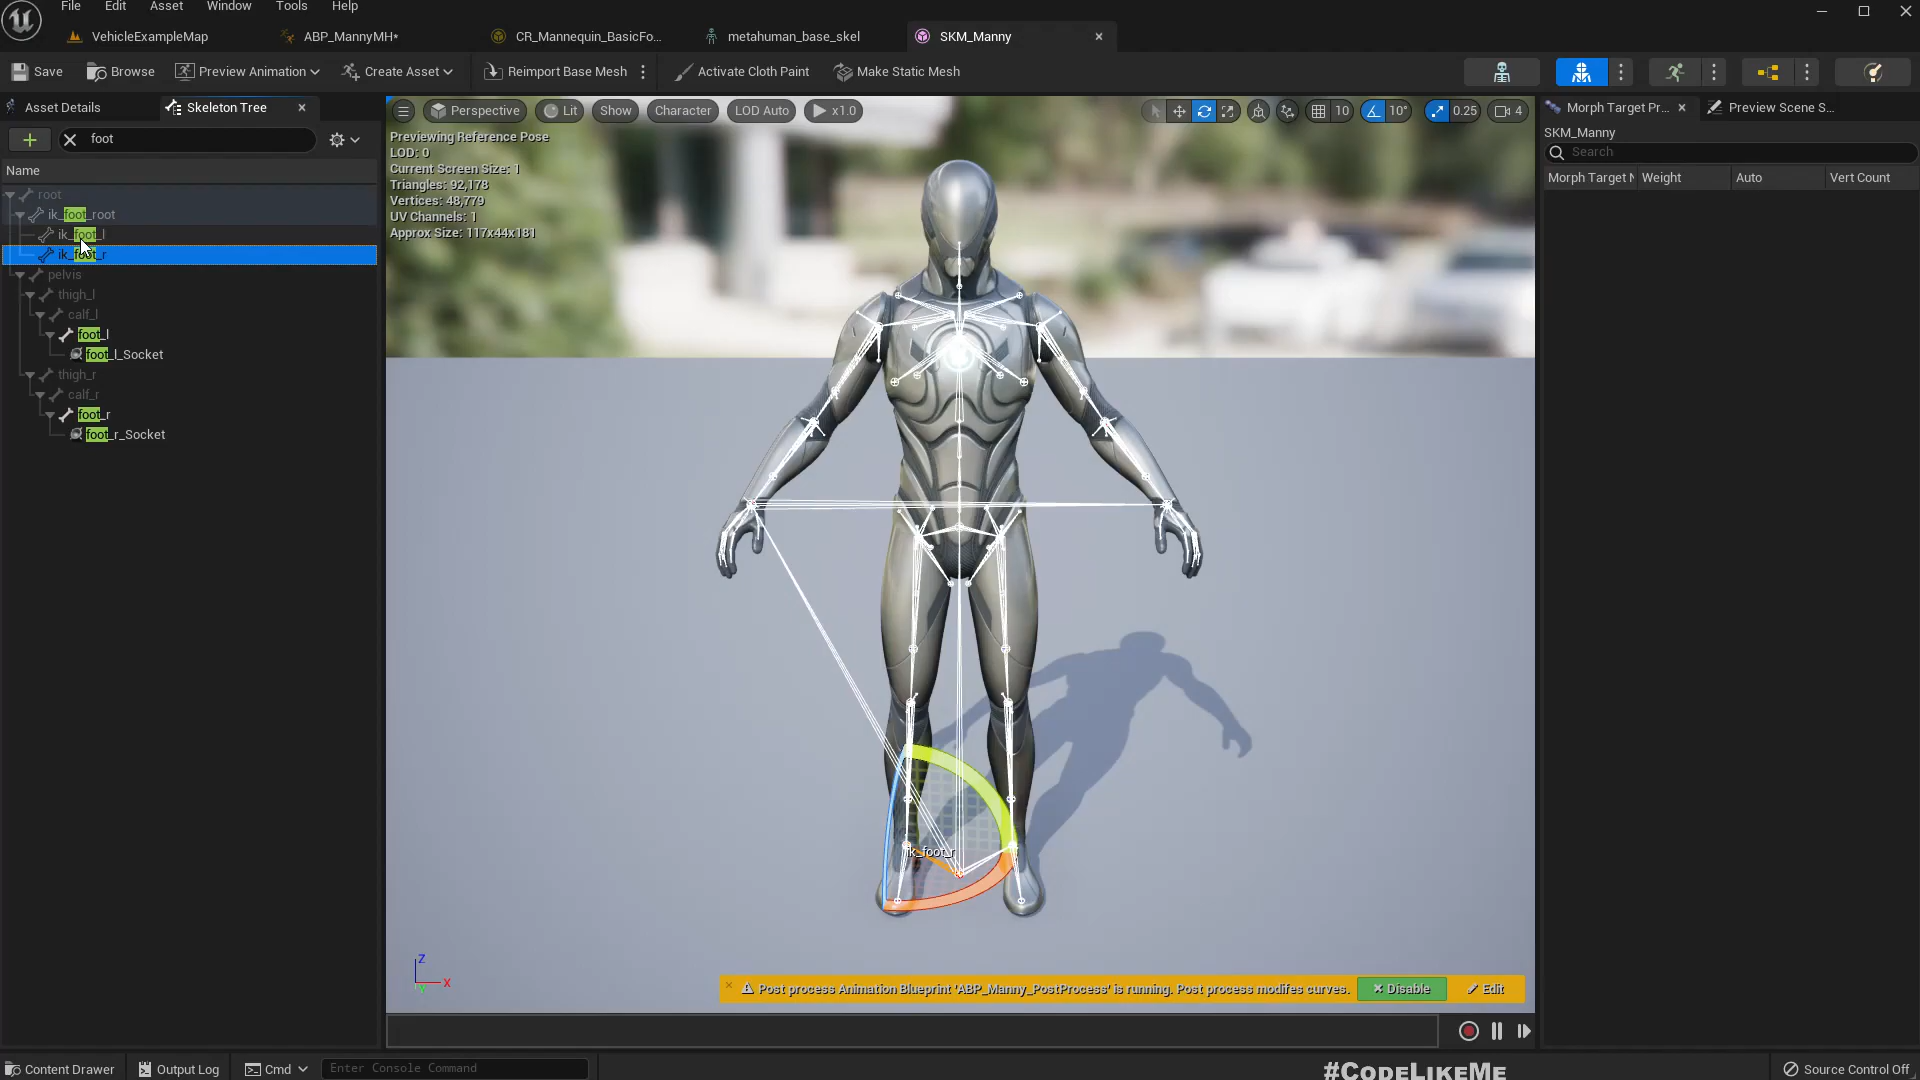 File Edit Asset Window Tools Help
VehicleExampleMap ABP_MannyMH* CR_Mannequin_BasicFo... metahuman_base_skel SKM_Manny
Save Browse Preview Animation Create Asset Reimport Base Mesh Activate Cloth Paint Make Static Mesh
Asset Details Skeleton Tree
foot
Name
root
ik_foot_root
ik_foot_l
ik_foot_r
pelvis
thigh_l
calf_l
foot_l
foot_l_Socket
thigh_r
calf_r
foot_r
foot_r_Socket
Perspective Lit Show Character LOD Auto x1.0 10 10° 0.25 4
Previewing Reference Pose
LOD: 0
Current Screen Size: 1
Triangles: 92,178
Vertices: 48,779
UV Channels: 1
Approx Size: 117x44x181
ik_foot_r
Z
X
Y
Post process Animation Blueprint 'ABP_Manny_PostProcess' is running. Post process modifes curves. Disable Edit
Morph Target Pr... Preview Scene S...
SKM_Manny
Search
Morph Target N Weight Auto Vert Count
Content Drawer Output Log Cmd Enter Console Command
#CODELIKEME
Source Control Off